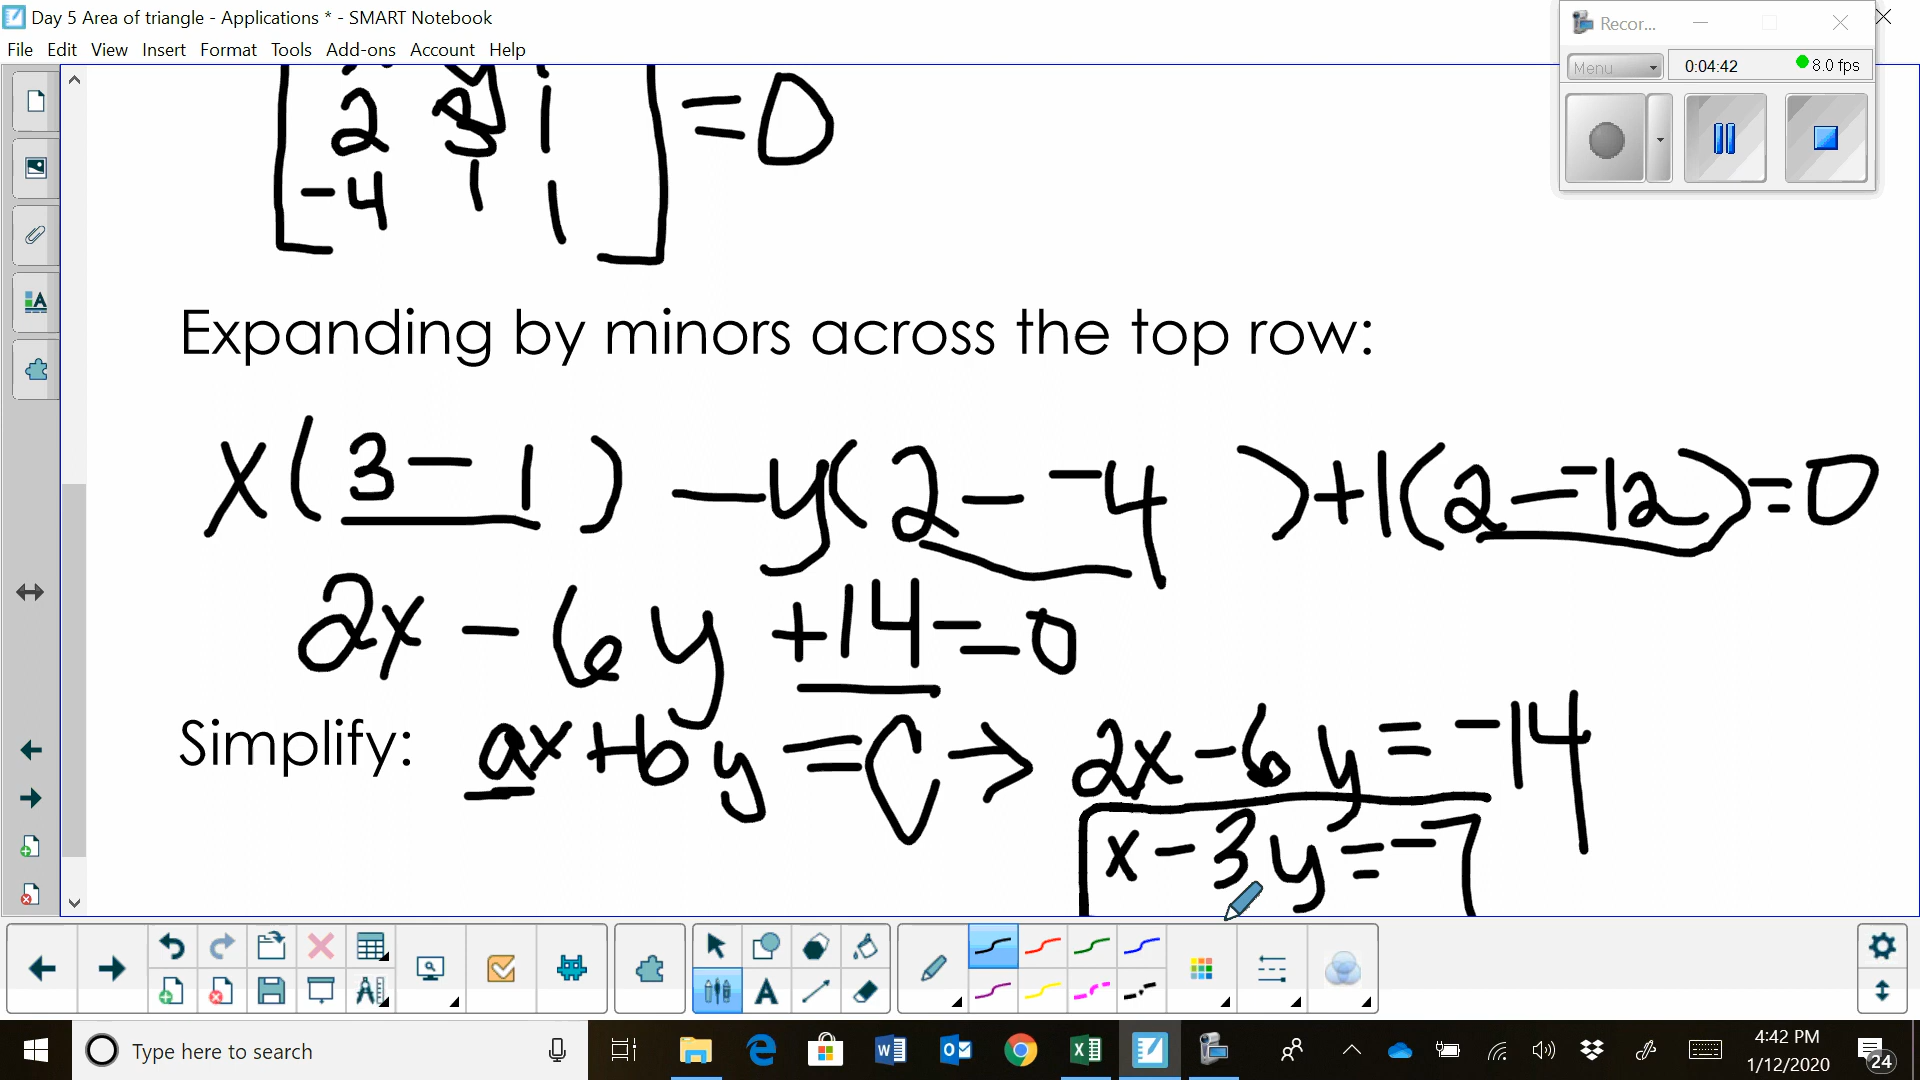 Day 5 Area of triangle - Applications * - SMART Notebook
File Edit View Insert Format Tools Add-ons Account Help
Recor...
Menu 0:04:42 8.0 fps
2 3 1 = 0
-4 1 1
Expanding by minors across the top row:
x(3-1) -y(2--4 )+1(2--12)=0
2x - 6y +14=0
Simplify: ax+by=C→ 2x-6y=-14
x-3y=-7
Type here to search
4:42 PM
1/12/2020
24